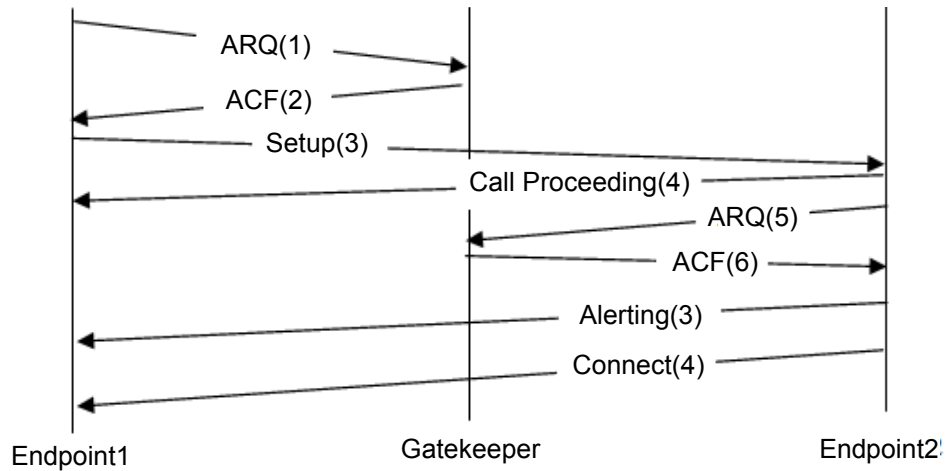 ARQ(1)
ACF(2)
Setup(3)
Call Proceeding(4)
ARQ(5)
ACF(6)
Alerting(3)
Connect(4)
Endpoint1
Gatekeeper
Endpoint2